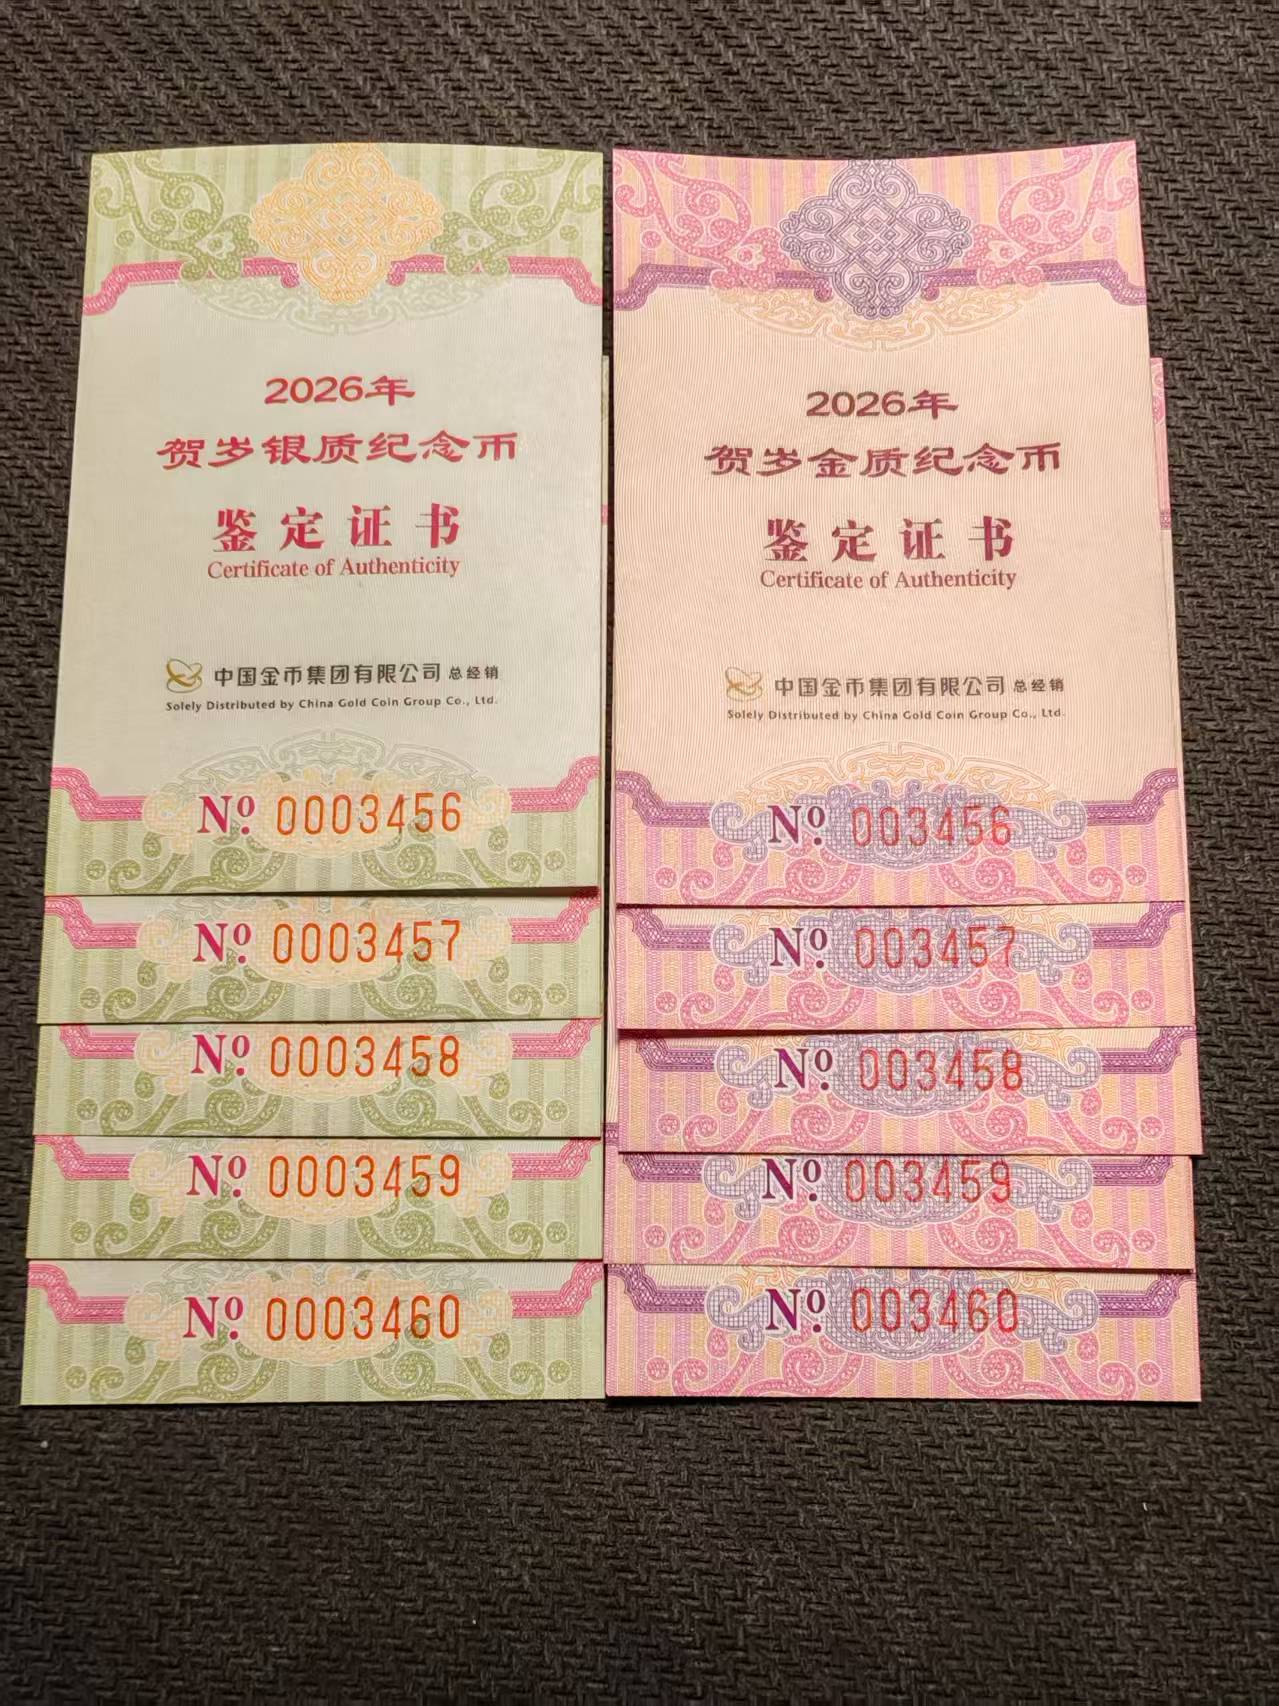 2026年
贺岁银质纪念币
鉴定证书
Certificate of Authenticity
中国金币集团有限公司 总经销
Solely Distributed by China Gold Coin Group Co., Ltd.
Nº 0003456
Nº 0003457
Nº 0003458
Nº 0003459
Nº 0003460
2026年
贺岁金质纪念币
鉴定证书
Certificate of Authenticity
中国金币集团有限公司 总经销
Solely Distributed by China Gold Coin Group Co., Ltd.
Nº 003456
Nº 003457
Nº 003458
Nº 003459
Nº 003460